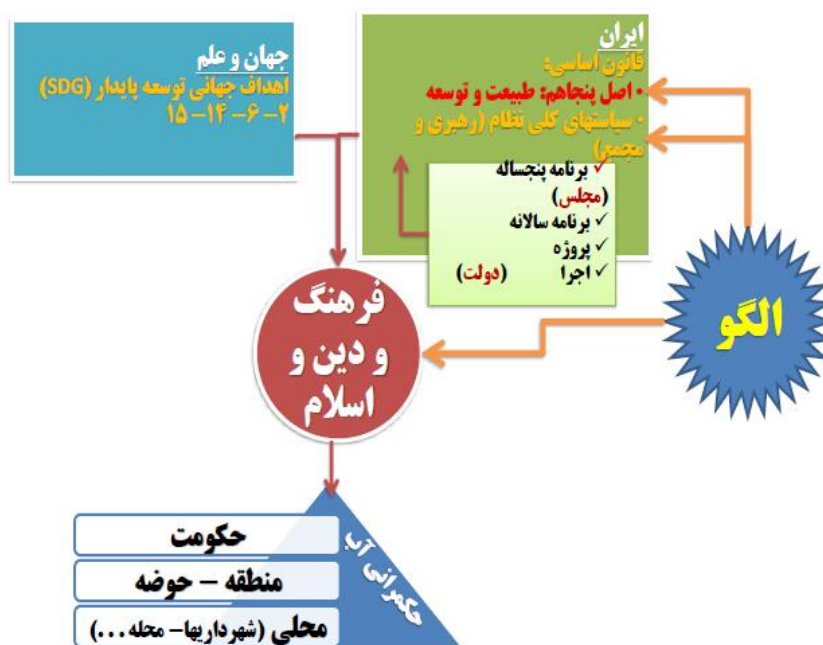 ایران
قانون اساسی:
• اصل پنجاهم: طبیعت و توسعه
• سیاستهای کلی نظام (رهبری و
مجمع)
✓ برنامه پنجساله
(مجلس)
✓ برنامه سالانه
✓ پروژه
✓ اجرا (دولت)
جهان و علم
اهداف جهانی توسعه پایدار (SDG)
۲- ۶- ۱۴- ۱۵
الگو
فرهنگ
و دین و
اسلام
حکمرانی آب
حکومت
منطقه – حوضه
محلی (شهرداریها- محله ...)